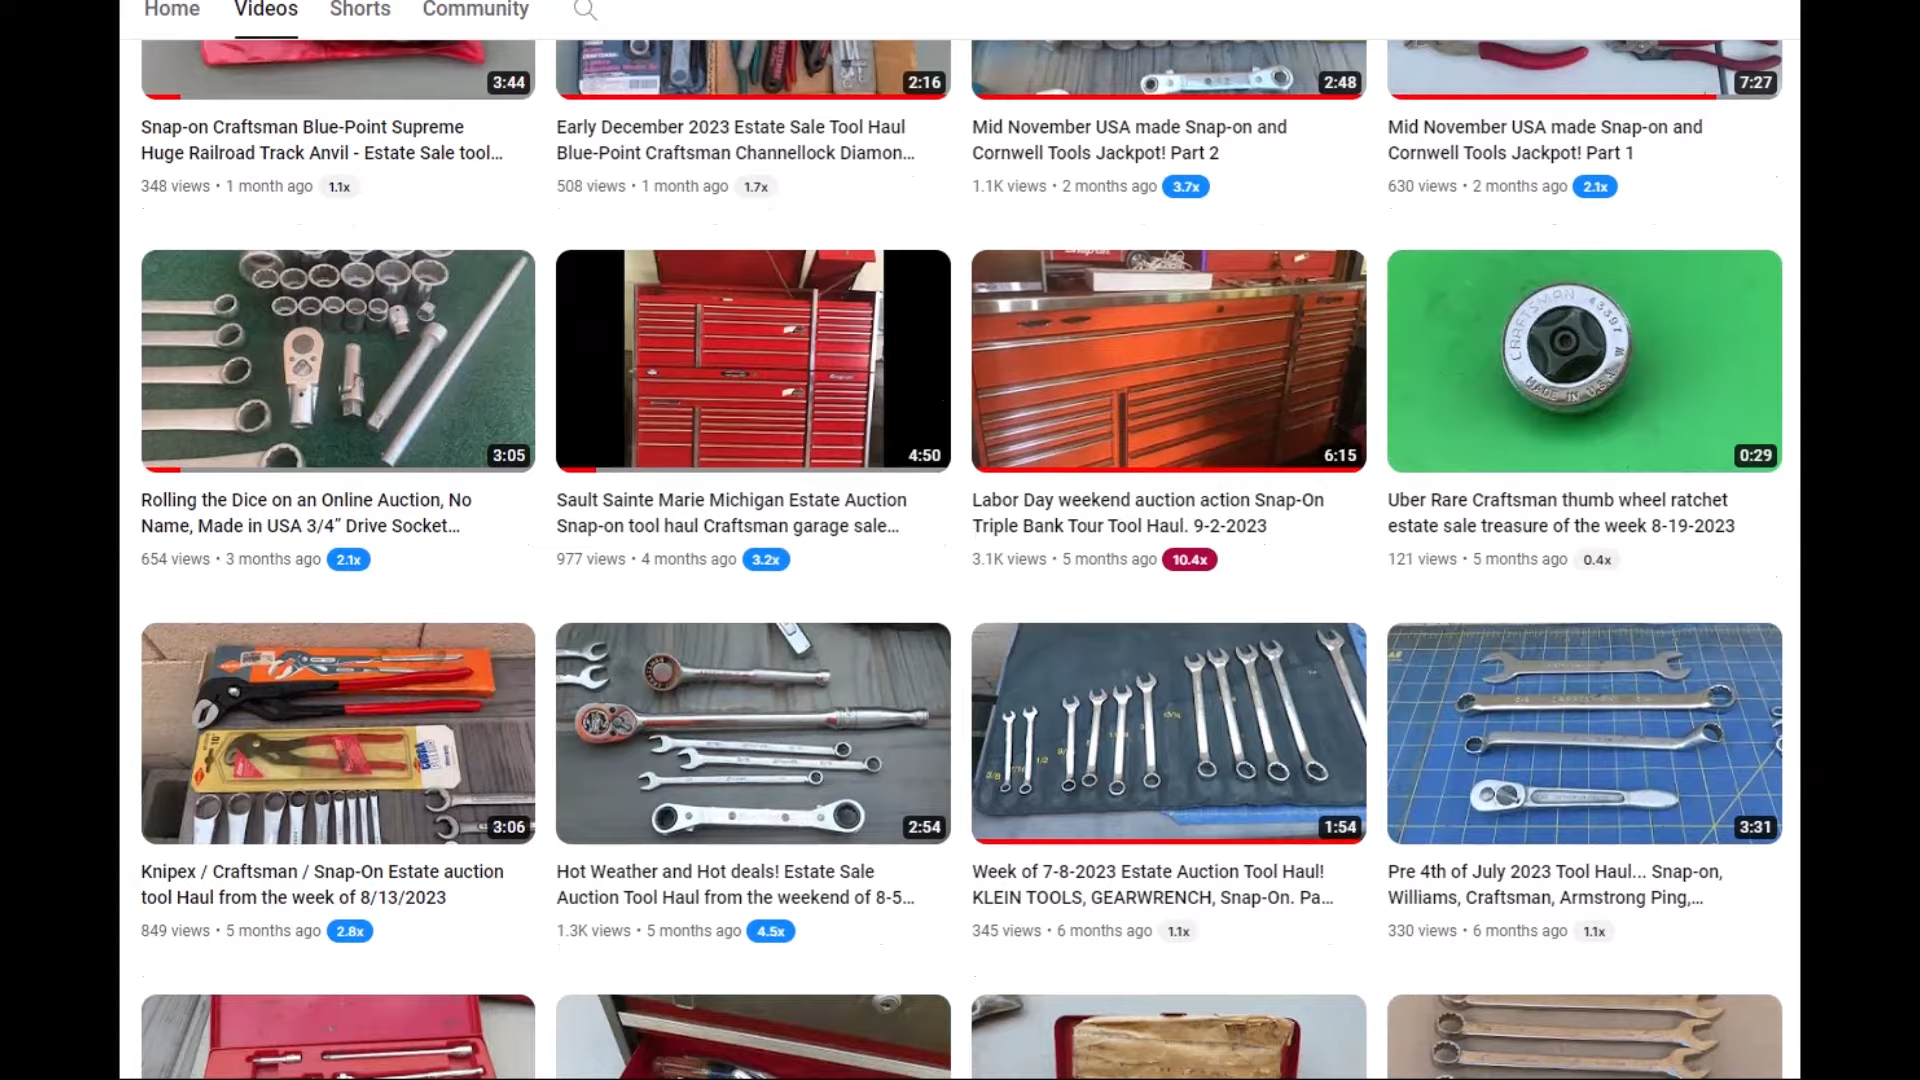 Home Videos Shorts Community
3:44
2:16
2:48
7:27
Snap-on Craftsman Blue-Point Supreme
Huge Railroad Track Anvil - Estate Sale tool...
348 views • 1 month ago 1.1x
Early December 2023 Estate Sale Tool Haul
Blue-Point Craftsman Channellock Diamon...
508 views • 1 month ago 1.7x
Mid November USA made Snap-on and
Cornwell Tools Jackpot! Part 2
1.1K views • 2 months ago 3.7x
Mid November USA made Snap-on and
Cornwell Tools Jackpot! Part 1
630 views • 2 months ago 2.1x
3:05
4:50
6:15
CRAFTSMAN 43397
MADE IN U.S.A.
0:29
Rolling the Dice on an Online Auction, No
Name, Made in USA 3/4” Drive Socket...
654 views • 3 months ago 2.1x
Sault Sainte Marie Michigan Estate Auction
Snap-on tool haul Craftsman garage sale...
977 views • 4 months ago 3.2x
Labor Day weekend auction action Snap-On
Triple Bank Tour Tool Haul. 9-2-2023
3.1K views • 5 months ago 10.4x
Uber Rare Craftsman thumb wheel ratchet
estate sale treasure of the week 8-19-2023
121 views • 5 months ago 0.4x
3:06
2:54
3/8
1/2
1:54
3:31
Knipex / Craftsman / Snap-On Estate auction
tool Haul from the week of 8/13/2023
849 views • 5 months ago 2.8x
Hot Weather and Hot deals! Estate Sale
Auction Tool Haul from the weekend of 8-5...
1.3K views • 5 months ago 4.5x
Week of 7-8-2023 Estate Auction Tool Haul!
KLEIN TOOLS, GEARWRENCH, Snap-On. Pa...
345 views • 6 months ago 1.1x
Pre 4th of July 2023 Tool Haul... Snap-on,
Williams, Craftsman, Armstrong Ping,...
330 views • 6 months ago 1.1x